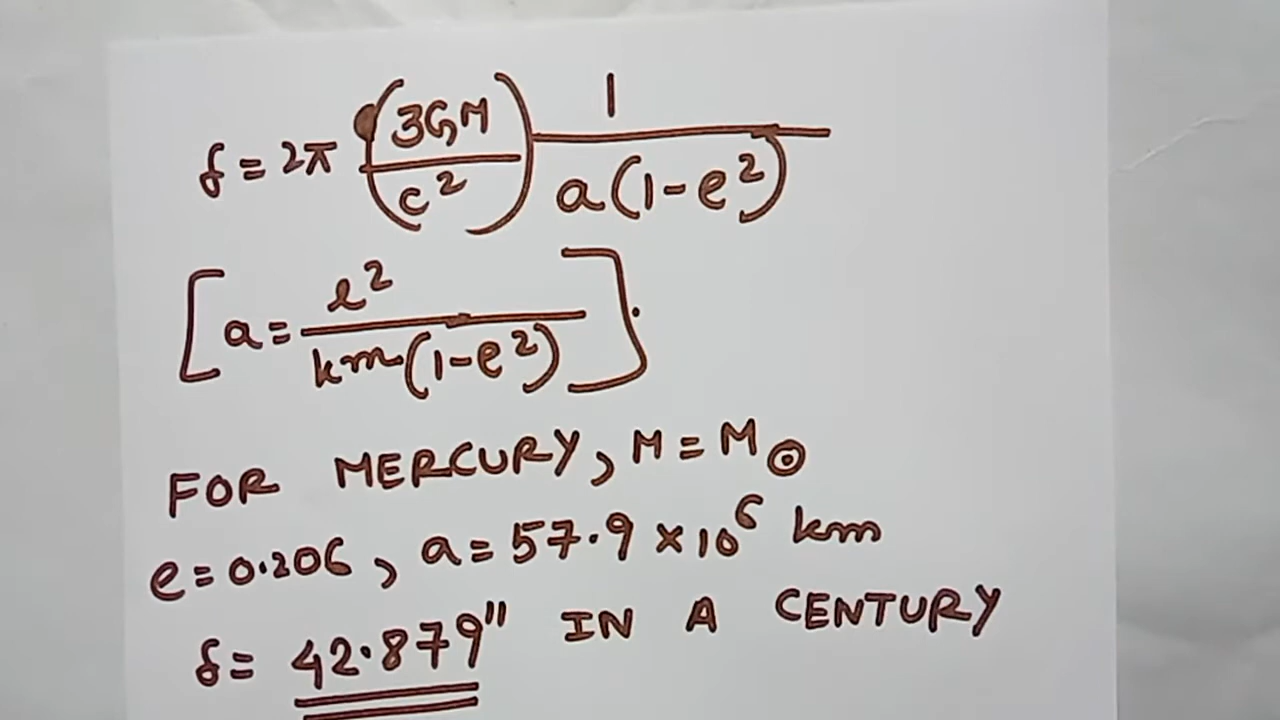 δ = 2π (3GM/c²) 1/a(1-e²)
[a = l²/km(1-e²)].
FOR MERCURY, M = M☉
e = 0.206, a = 57.9 × 10⁶ km
δ = 42.879" IN A CENTURY